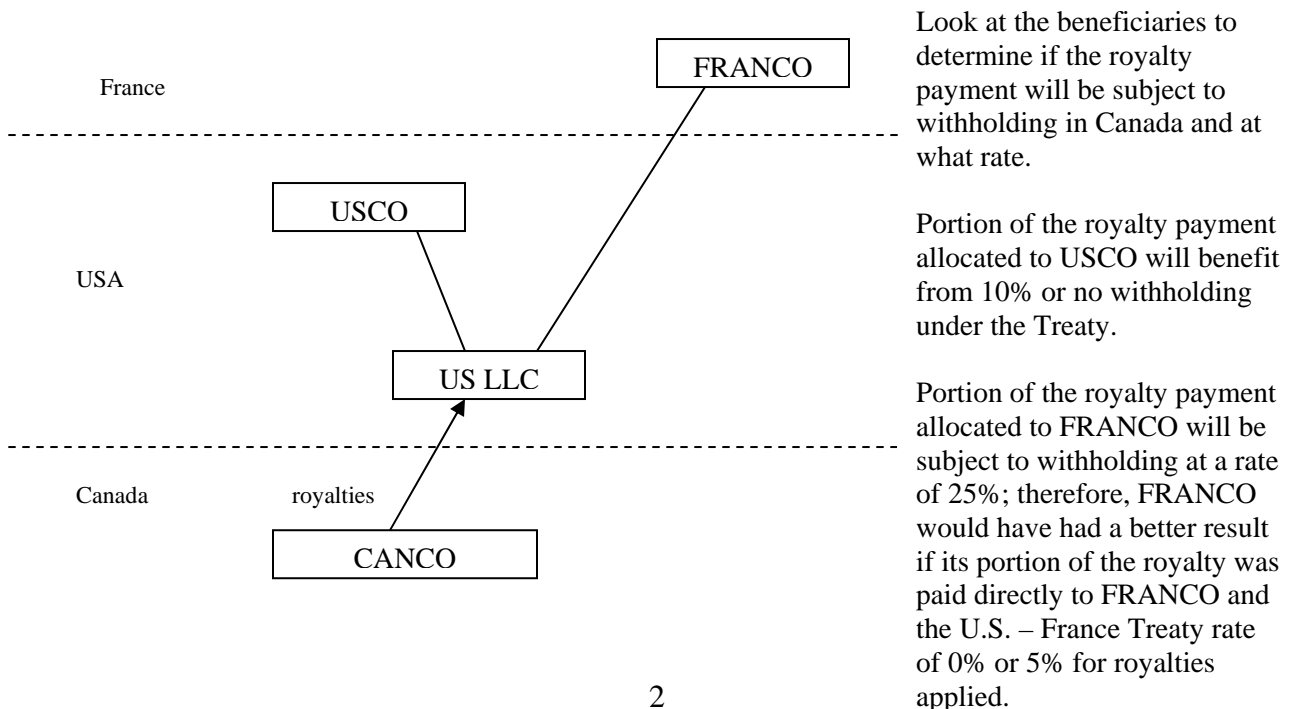 FRANCO
France
USCO
USA
US LLC
Canada
royalties
CANCO
Look at the beneficiaries to
determine if the royalty
payment will be subject to
withholding in Canada and at
what rate.
Portion of the royalty payment
allocated to USCO will benefit
from 10% or no withholding
under the Treaty.
Portion of the royalty payment
allocated to FRANCO will be
subject to withholding at a rate
of 25%; therefore, FRANCO
would have had a better result
if its portion of the royalty was
paid directly to FRANCO and
the U.S. – France Treaty rate
of 0% or 5% for royalties
applied.
2